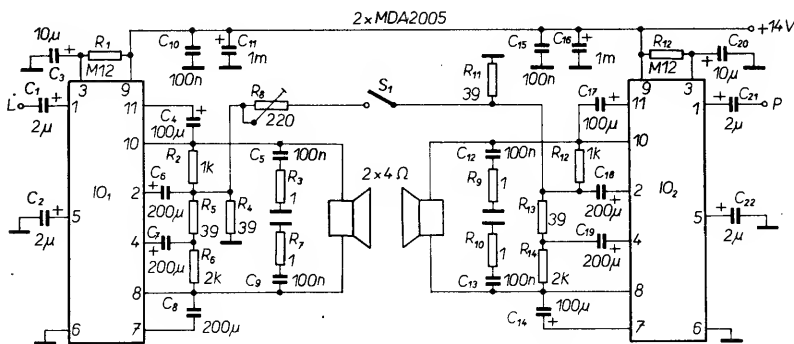 2×MDA2005
+14V
10μ
C3
R1
M12
C10
100n
C11
1m
C15
100n
C16
1m
R12
M12
C20
10μ
3
9
9
3
L
C1
2μ
1
11
C4
100μ
R8
220
S1
R11
39
C17
100μ
11
1
C21
2μ
P
10
R2
1k
C5
100n
C12
100n
R12
1k
10
C6
200μ
2
R3
1
2×4Ω
R9
1
C18
200μ
2
IO1
IO2
C2
2μ
5
R5
39
R4
39
R13
39
C22
2μ
5
C7
200μ
4
R7
1
R10
1
C19
200μ
4
R6
2k
C9
100n
C13
100n
R14
2k
8
8
C8
200μ
100μ
C14
6
7
7
6